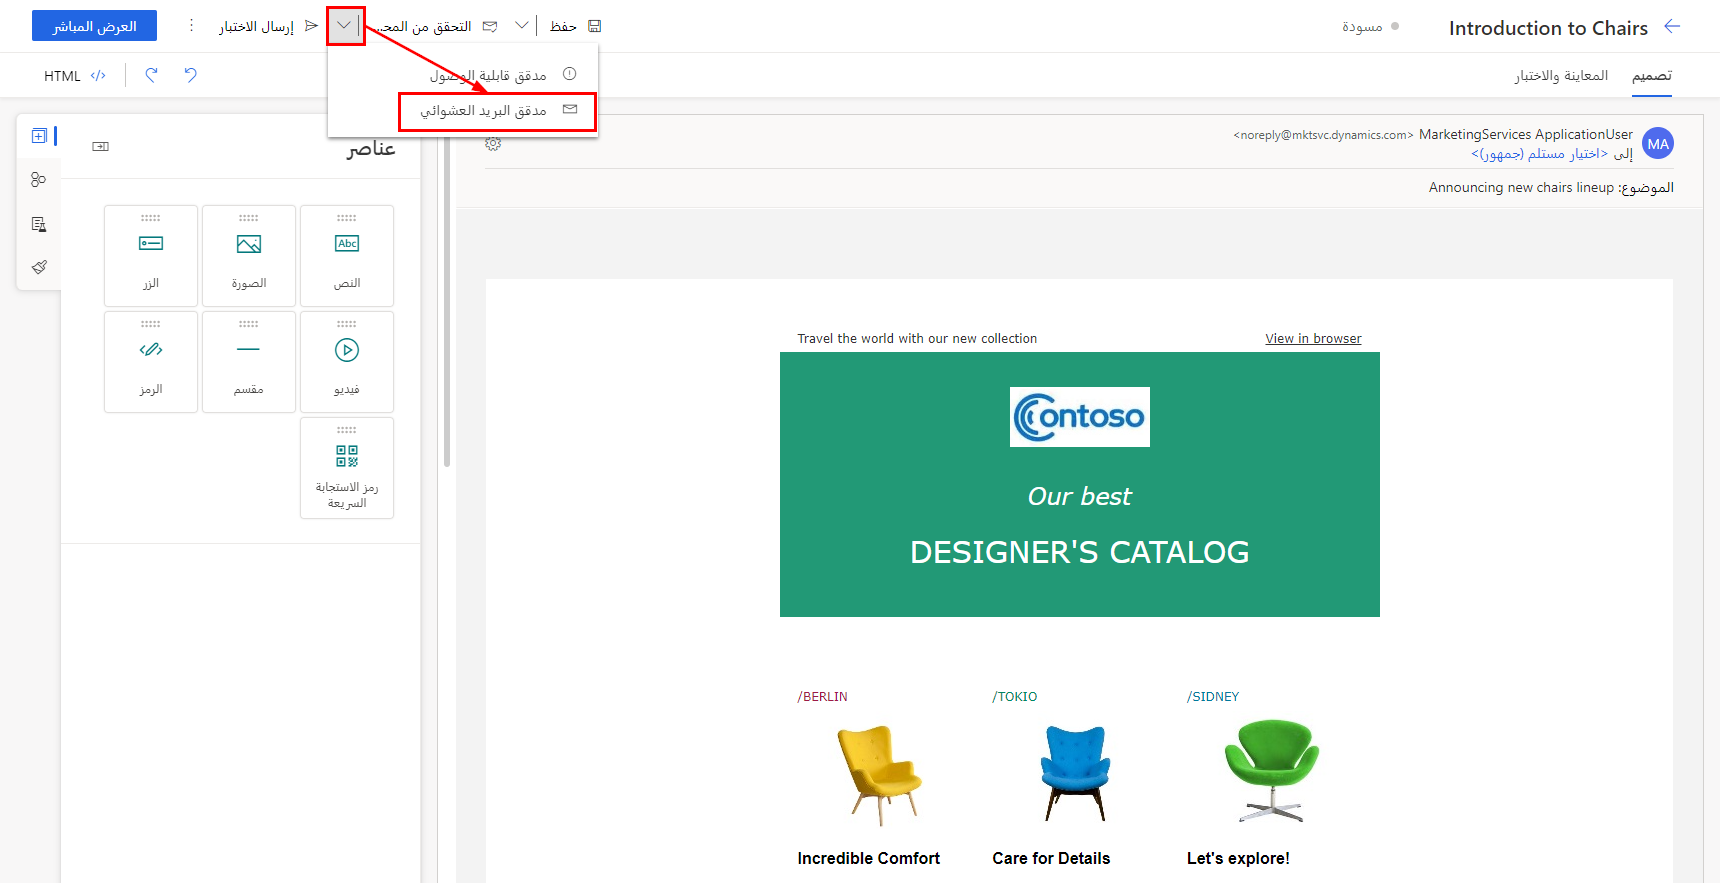 Introduction to Chairs
مسودة
حفظ
التحقق من المحـ...
إرسال الاختبار
العرض المباشر
تصميم
المعاينة والاختبار
HTML
مدقق قابلية الوصول
مدقق البريد العشوائي
عناصر
النص
Abc
الصورة
الزر
فيديو
مقسم
الرمز
رمز الاستجابة
السريعة
MA
MarketingServices ApplicationUser <noreply@mktsvc.dynamics.com>
إلى <اختيار مستلم (جمهور)>
الموضوع: Announcing new chairs lineup
Travel the world with our new collection
View in browser
Contoso
Our best
DESIGNER'S CATALOG
/BERLIN
/TOKIO
/SIDNEY
Incredible Comfort
Care for Details
Let's explore!